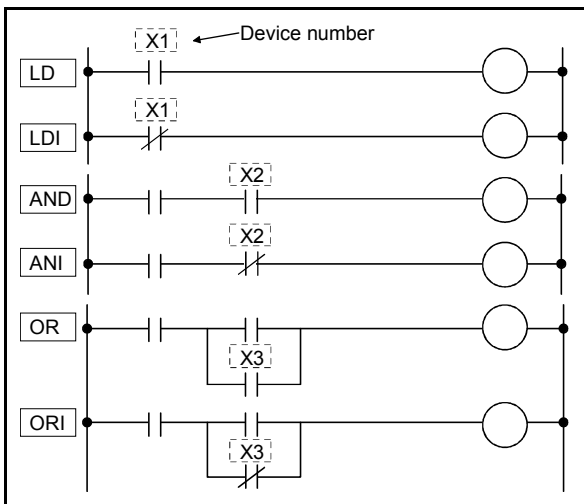 X1
Device number
LD
X1
LDI
X2
AND
X2
ANI
OR
X3
ORI
X3